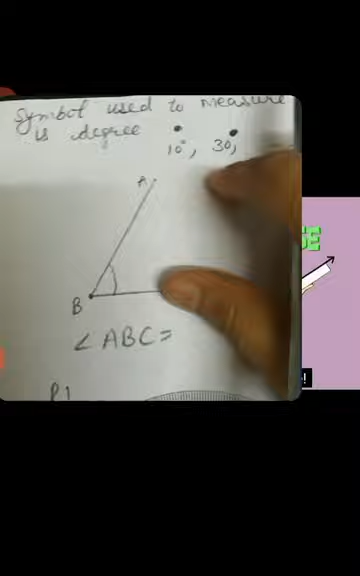 Symbol used to measure
is degree 10°, 30,
A
B
∠ABC=
!